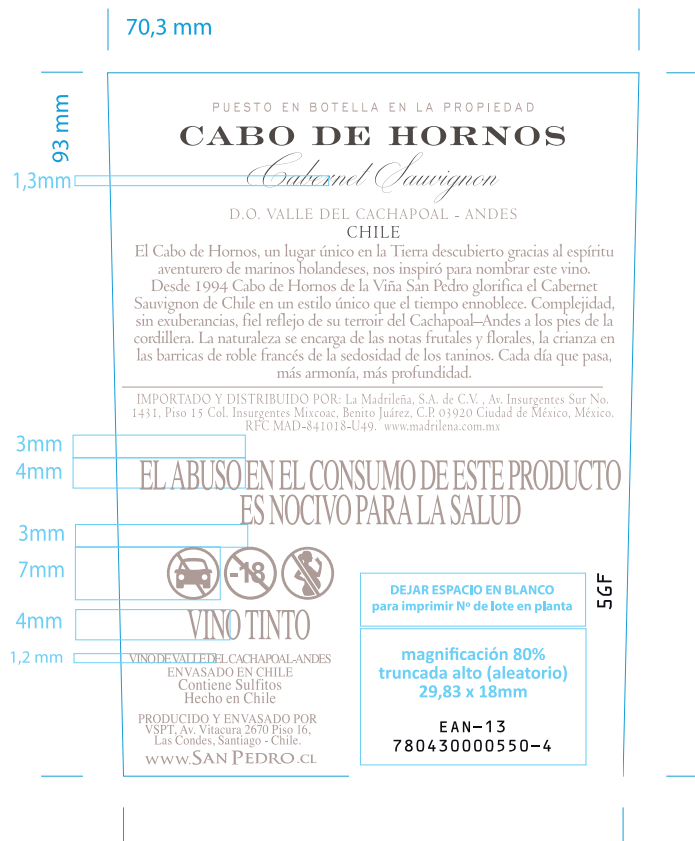 70,3 mm
93 mm
PUESTO EN BOTELLA EN LA PROPIEDAD
CABO DE HORNOS
1,3mm
Cabernet Sauvignon
D.O. VALLE DEL CACHAPOAL - ANDES
CHILE
El Cabo de Hornos, un lugar único en la Tierra descubierto gracias al espíritu
aventurero de marinos holandeses, nos inspiró para nombrar este vino.
Desde 1994 Cabo de Hornos de la Viña San Pedro glorifica el Cabernet
Sauvignon de Chile en un estilo único que el tiempo ennoblece. Complejidad,
sin exuberancias, fiel reflejo de su terroir del Cachapoal–Andes a los pies de la
cordillera. La naturaleza se encarga de las notas frutales y florales, la crianza en
las barricas de roble francés de la sedosidad de los taninos. Cada día que pasa,
más armonía, más profundidad.
IMPORTADO Y DISTRIBUIDO POR: La Madrileña, S.A. de C.V. , Av. Insurgentes Sur No.
1431, Piso 15 Col. Insurgentes Mixcoac, Benito Juárez, C.P. 03920 Ciudad de México, México.
RFC MAD-841018-U49. www.madrilena.com.mx
3mm
4mm
EL ABUSO EN EL CONSUMO DE ESTE PRODUCTO
ES NOCIVO PARA LA SALUD
3mm
7mm
-18
4mm
VINO TINTO
1,2 mm
VINO DE VALLE DEL CACHAPOAL-ANDES
ENVASADO EN CHILE
Contiene Sulfitos
Hecho en Chile
PRODUCIDO Y ENVASADO POR
VSPT, Av. Vitacura 2670 Piso 16,
Las Condes, Santiago - Chile.
WWW.SAN PEDRO.CL
DEJAR ESPACIO EN BLANCO
para imprimir Nº de lote en planta
5GF
magnificación 80%
truncada alto (aleatorio)
29,83 x 18mm
EAN-13
780430000550-4